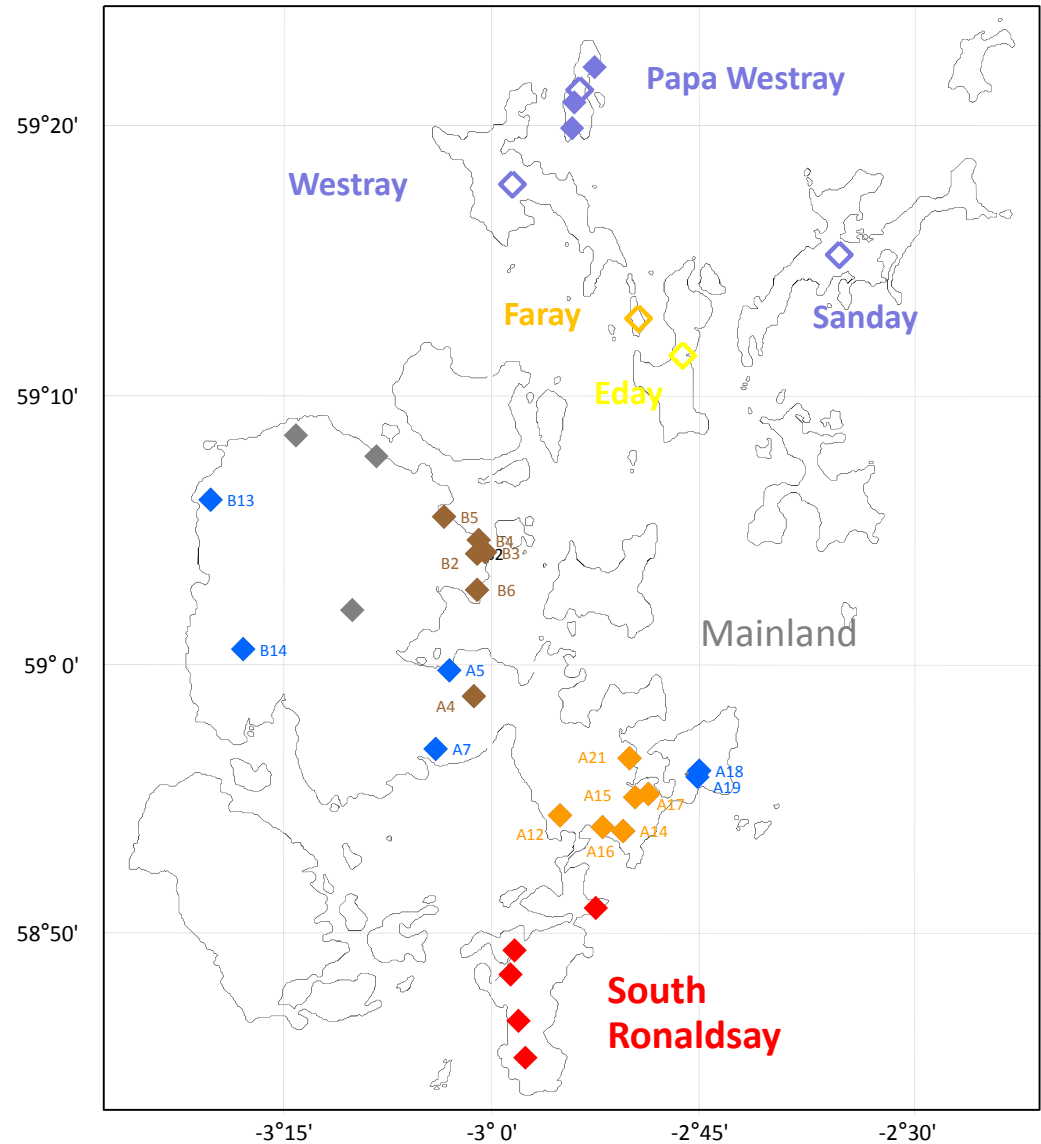 Papa Westray
59°20'
Westray
Faray
Sanday
Eday
59°10'
B13
B5
B4
B3
B2
B6
Mainland
B14
59° 0'
A5
A4
A7
A21
A18
A19
A15
A17
A12
A14
A16
58°50'
South
Ronaldsay
-3°15'
-3° 0'
-2°45'
-2°30'